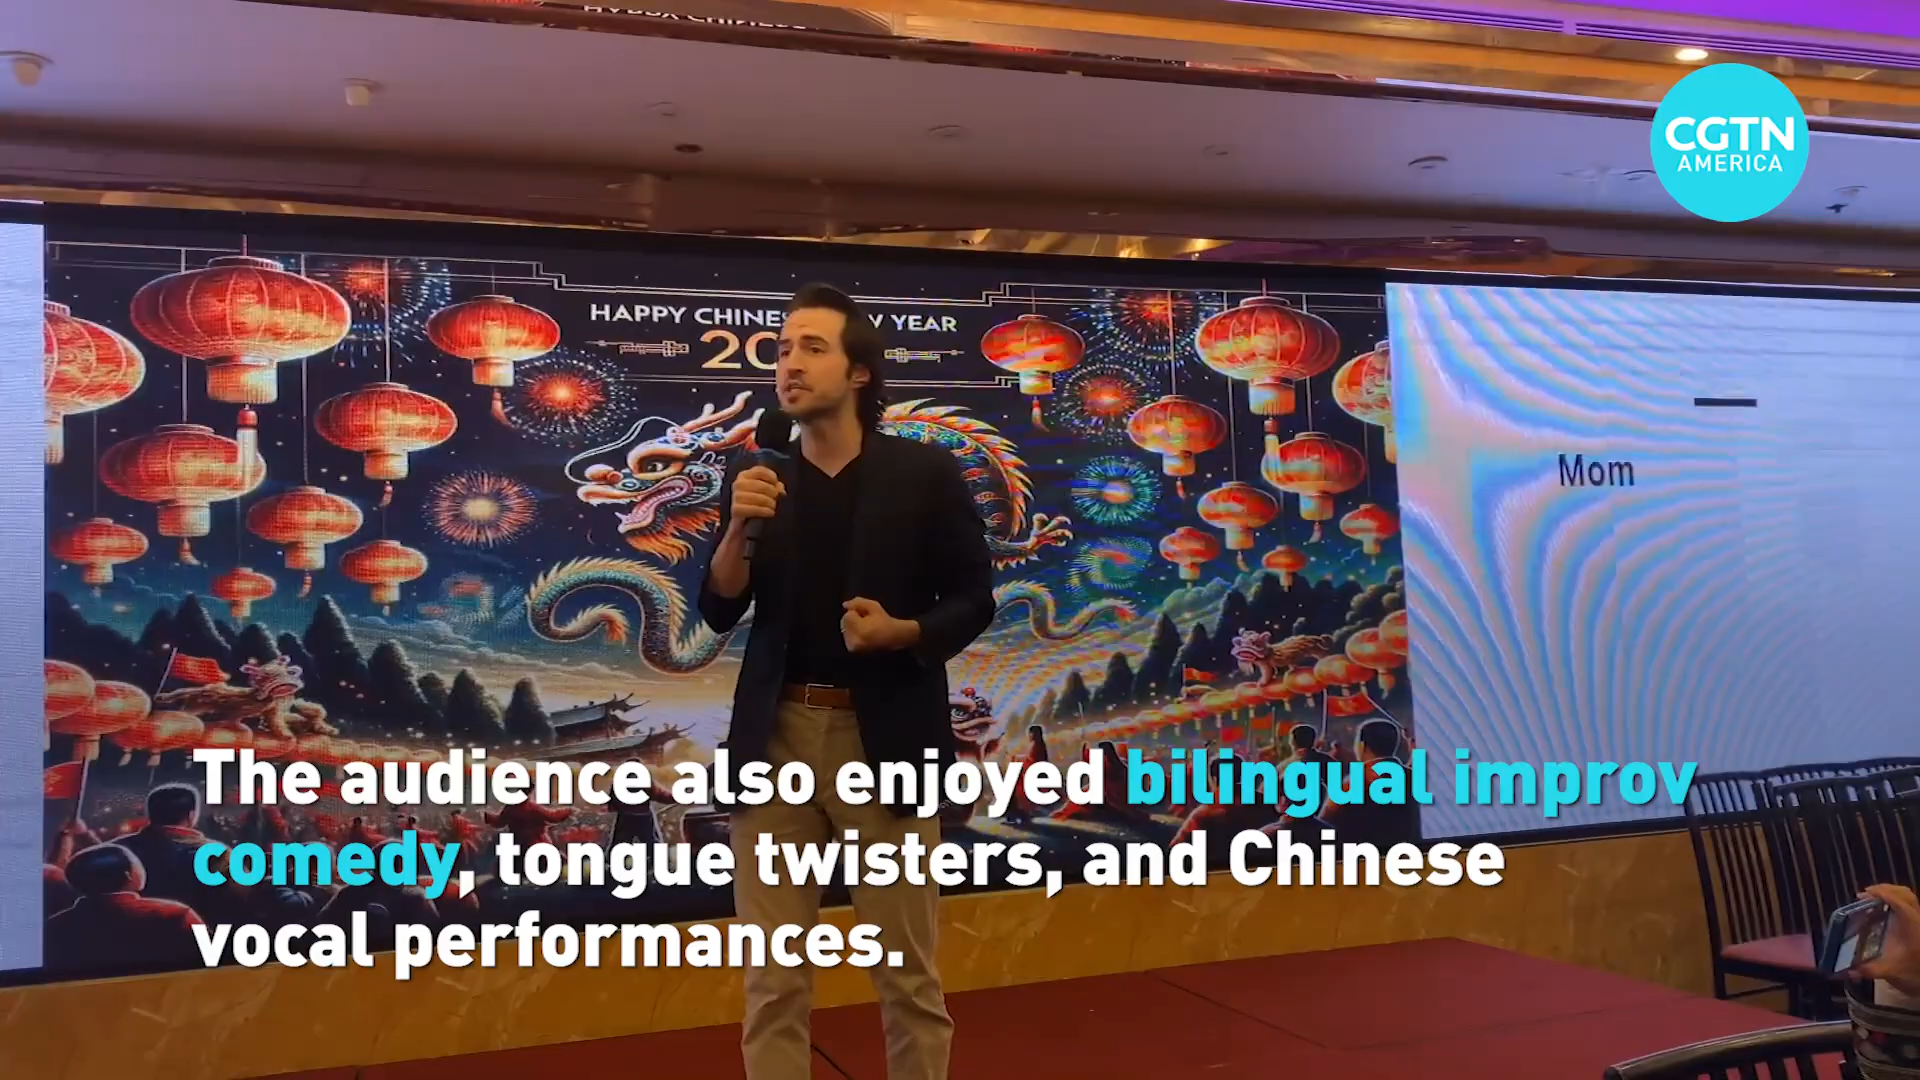 CGTN
AMERICA
HAPPY CHINE
YEAR
20
Mom
The audience also enjoyed bilingual improv
comedy, tongue twisters, and Chinese
vocal performances.